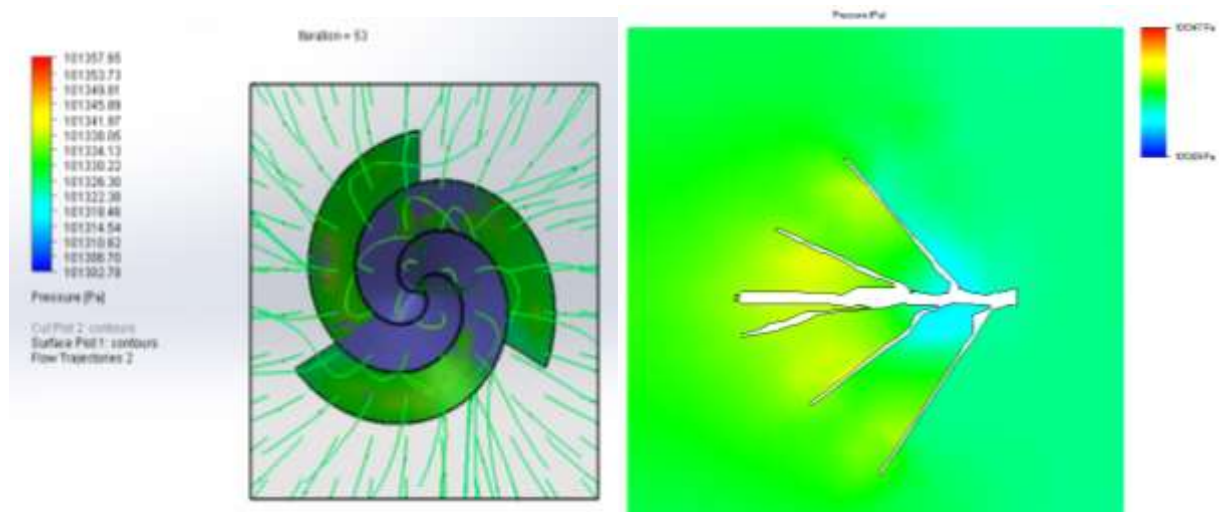 Iteration = 53
101357.65
101353.73
101349.81
101345.89
101341.97
101338.05
101334.13
101330.22
101326.30
101322.38
101318.46
101314.54
101310.62
101306.70
101302.78
Pressure [Pa]
Cut Plot 2: contours
Surface Plot 1: contours
Flow Trajectories 2
Pressure (Pa)